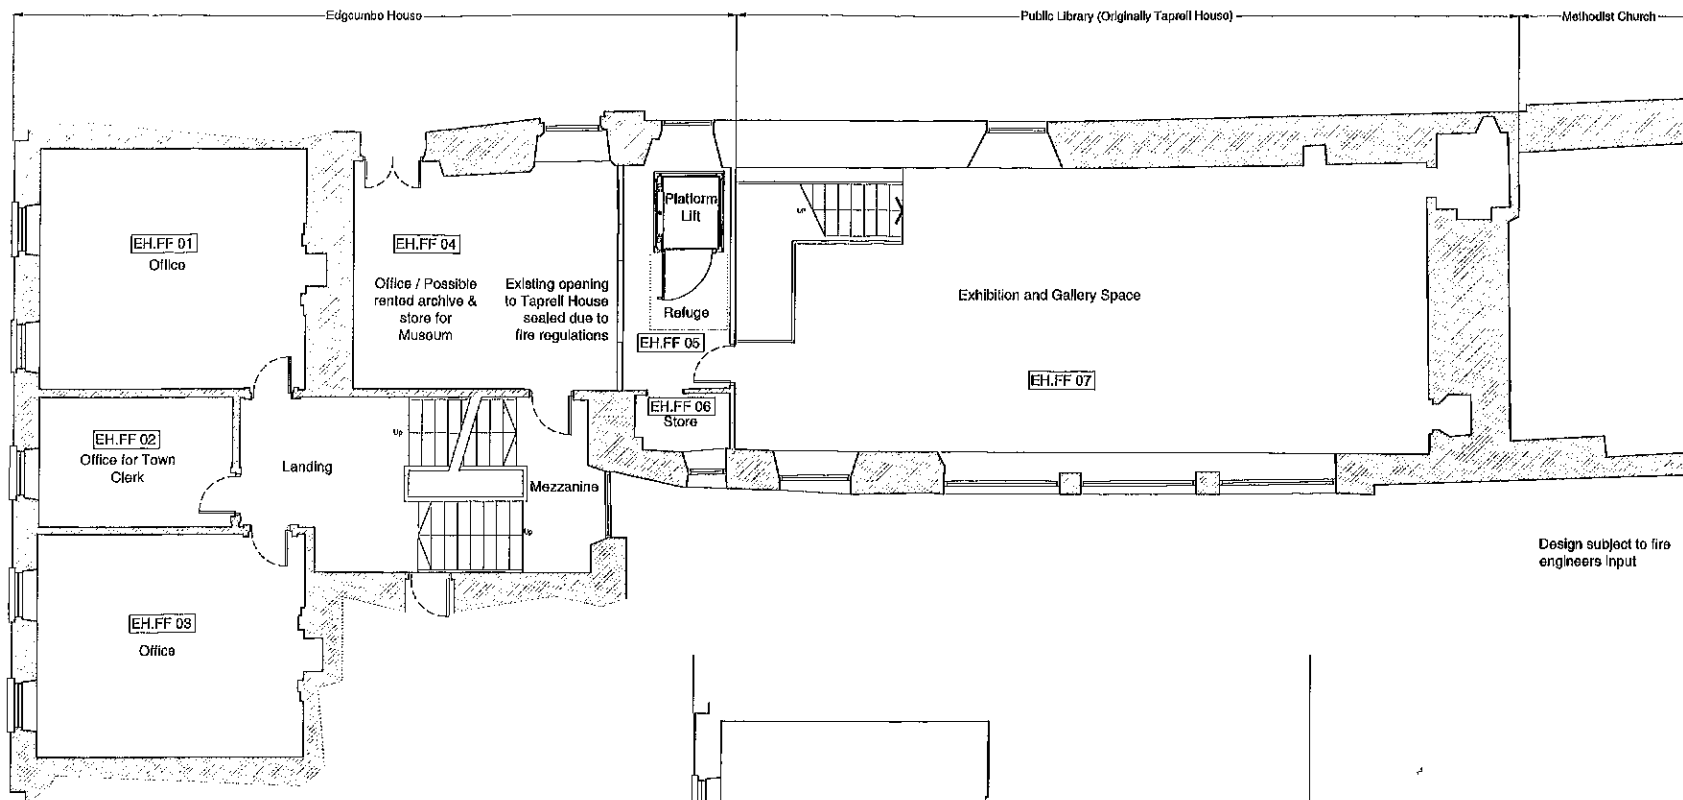 Edgcumbe House
Public Library (Originally Taprell House)
Methodist Church
Platform
Lift
UP
EH.FF 01
Office
EH.FF 04
Office / Possible
rented archive &
store for
Museum
Existing opening
to Taprell House
sealed due to
fire regulations
Refuge
Exhibition and Gallery Space
EH.FF 05
EH.FF 07
EH.FF 06
Store
EH.FF 02
Office for Town
Clerk
Up
Landing
Mezzanine
Up
Design subject to fire
engineers input
EH.FF 03
Office